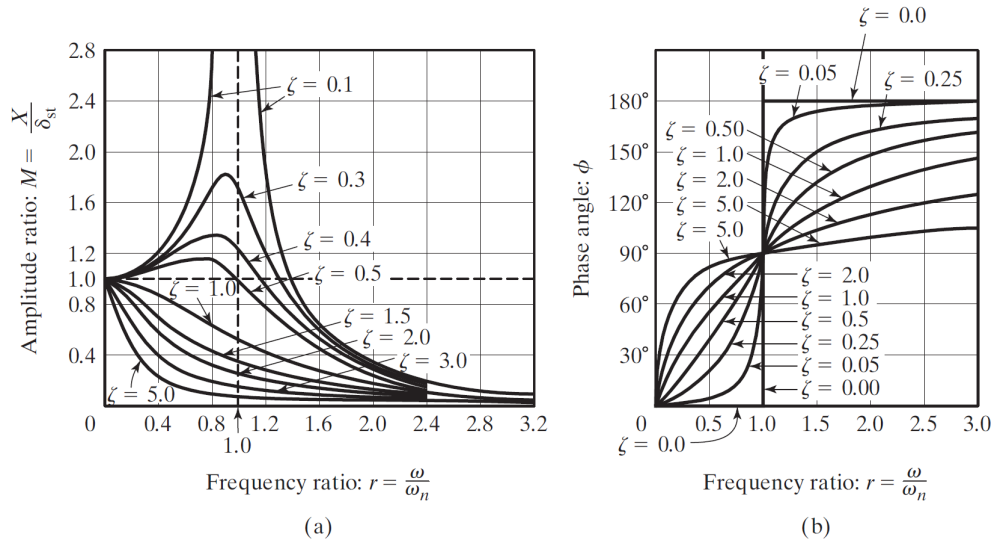 Amplitude ratio: M = X/δst
2.8
2.4
2.0
1.6
1.2
1.0
0.8
0.4
0
ζ = 0.1
ζ = 0.3
ζ = 0.4
ζ = 0.5
ζ = 1.0
ζ = 1.5
ζ = 2.0
ζ = 3.0
ζ = 5.0
0.4 0.8 1.2 1.6 2.0 2.4 2.8 3.2
1.0
Frequency ratio: r = ω/ωn
(a)
Phase angle: ϕ
ζ = 0.0
ζ = 0.05
ζ = 0.25
180°
150°
120°
90°
60°
30°
ζ = 0.50
ζ = 1.0
ζ = 2.0
ζ = 5.0
ζ = 5.0
ζ = 2.0
ζ = 1.0
ζ = 0.5
ζ = 0.25
ζ = 0.05
ζ = 0.00
0 0.5 1.0 1.5 2.0 2.5 3.0
ζ = 0.0
Frequency ratio: r = ω/ωn
(b)